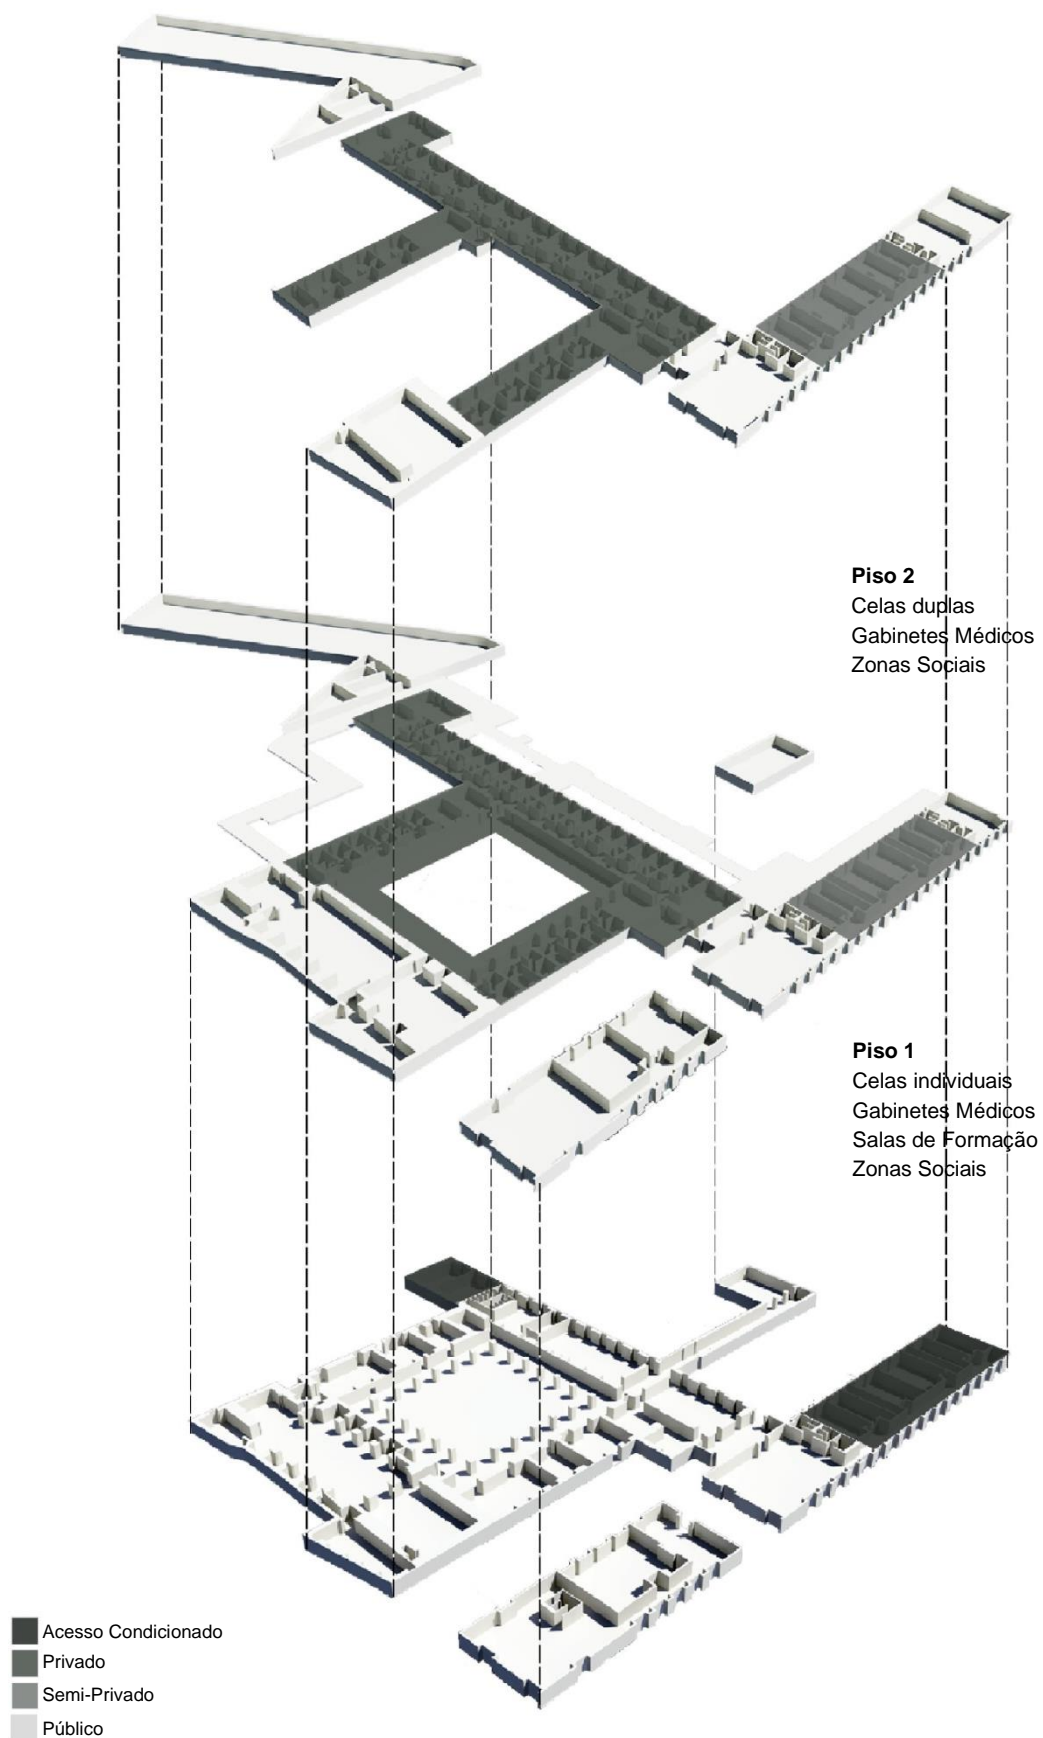 Piso 2
Celas duplas
Gabinetes Médicos
Zonas Sociais
Piso 1
Celas individuais
Gabinetes Médicos
Salas de Formação
Zonas Sociais
Acesso Condicionado
Privado
Semi-Privado
Público